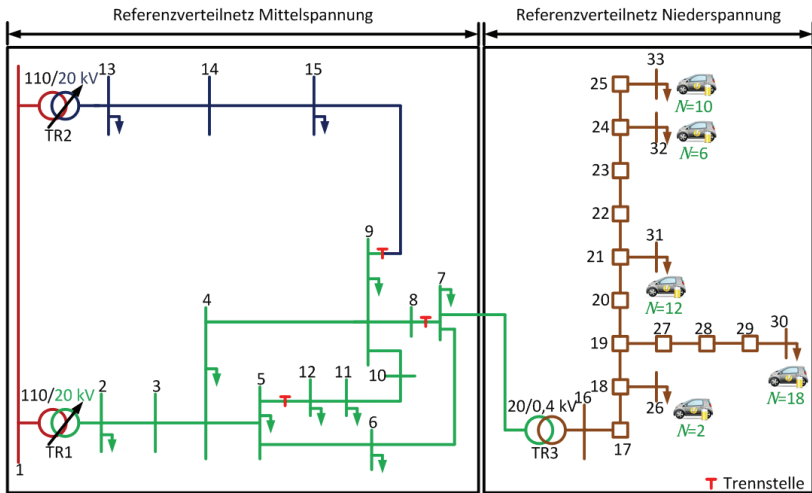 Referenzverteilnetz Mittelspannung
Referenzverteilnetz Niederspannung
110/20 kV
TR2
13
14
15
9
8
7
4
10
5
12
11
6
110/20 kV
TR1
2
3
1
33
25
N=10
24
32
N=6
23
22
31
21
N=12
20
19
27
28
29
30
N=18
18
26
N=2
20/0,4 kV
TR3
16
17
Trennstelle